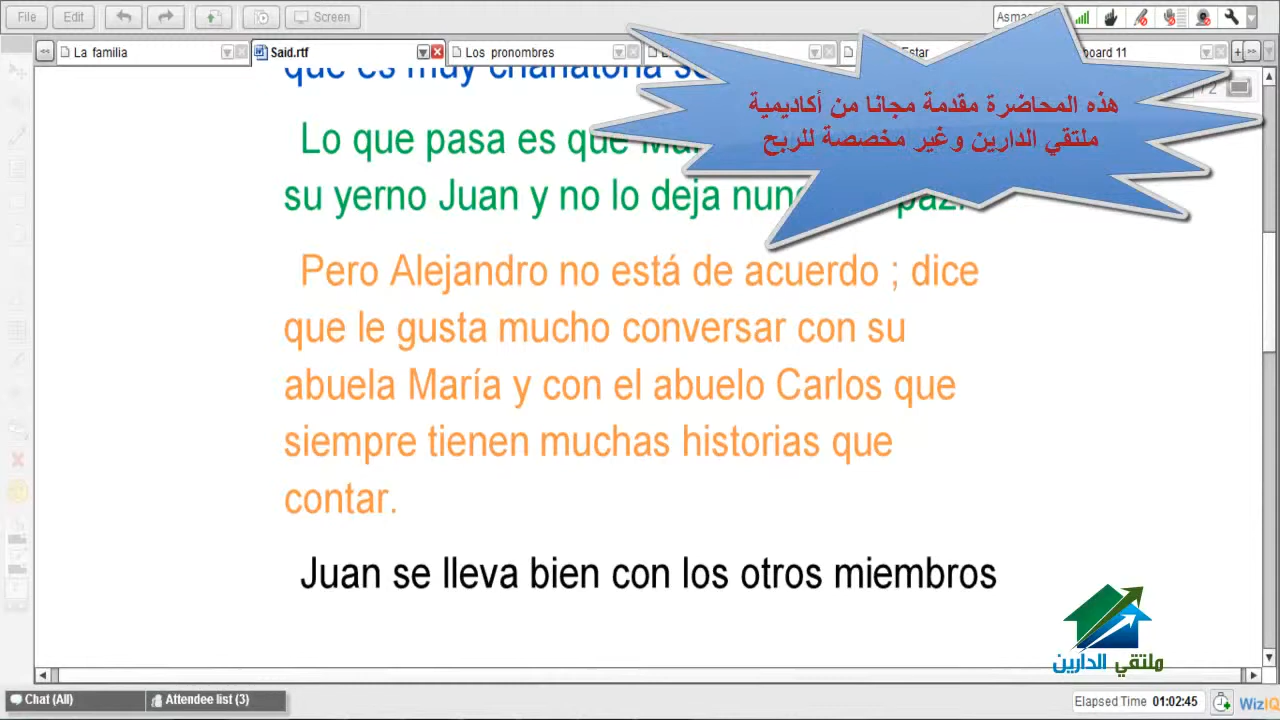 File Edit Screen
La familia Said.rtf Los pronombres Estar board 11
هذه المحاضرة مقدمة مجانا من أكاديمية
ملتقي الدارين وغير مخصصة للربح
que es muy
Lo que pasa es que
su yerno Juan y no lo deja
Pero Alejandro no está de acuerdo ; dice
que le gusta mucho conversar con su
abuela María y con el abuelo Carlos que
siempre tienen muchas historias que
contar.
Juan se lleva bien con los otros miembros
ملتقي الدارين
Chat (All) Attendee list (3) Elapsed Time 01:02:45 WizIQ